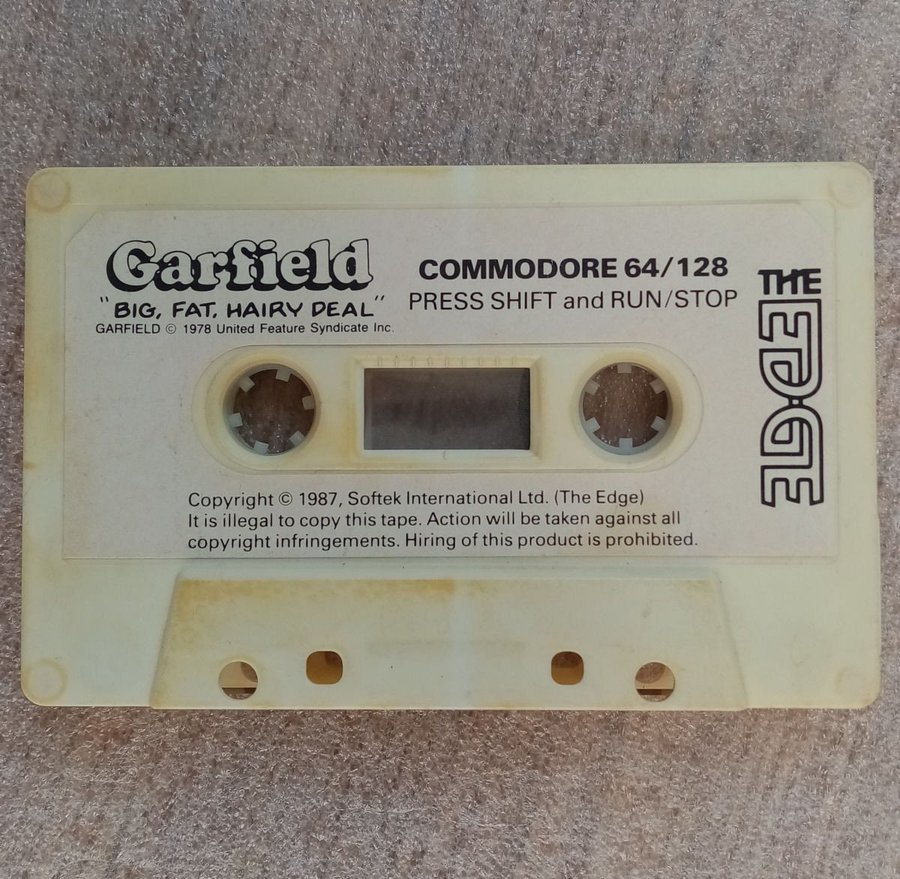 Garfield
"BIG, FAT, HAIRY DEAL"
GARFIELD © 1978 United Feature Syndicate Inc.
COMMODORE 64/128
PRESS SHIFT and RUN/STOP
THE
EDGE
Copyright © 1987, Softek International Ltd. (The Edge)
It is illegal to copy this tape. Action will be taken against all
copyright infringements. Hiring of this product is prohibited.